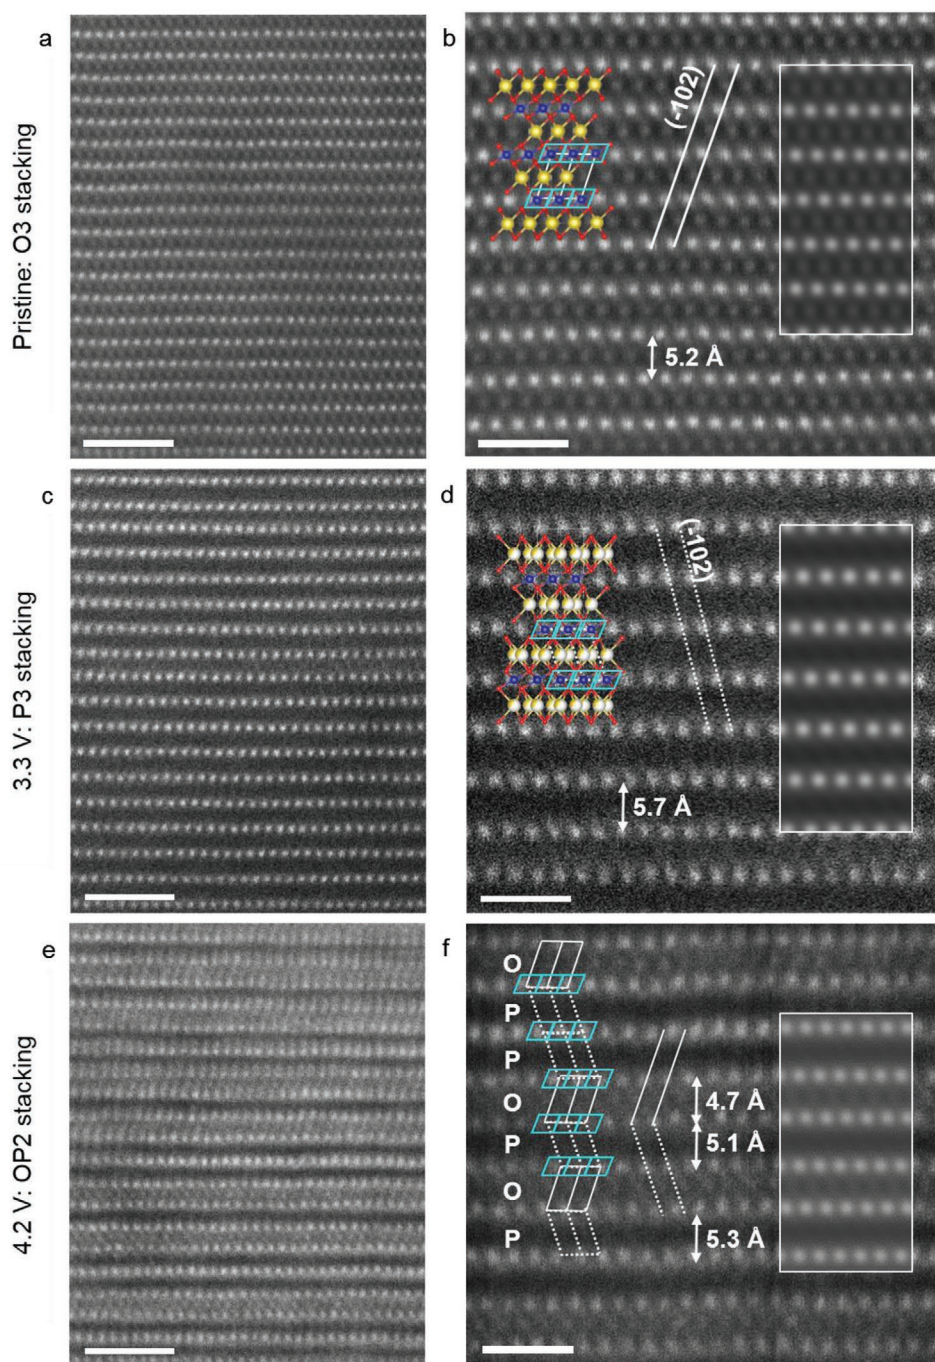 a
b
Pristine: O3 stacking
(-102)
5.2 Å
c
d
3.3 V: P3 stacking
(-102)
5.7 Å
e
f
4.2 V: OP2 stacking
O
P
P
O
P
O
P
4.7 Å
5.1 Å
5.3 Å